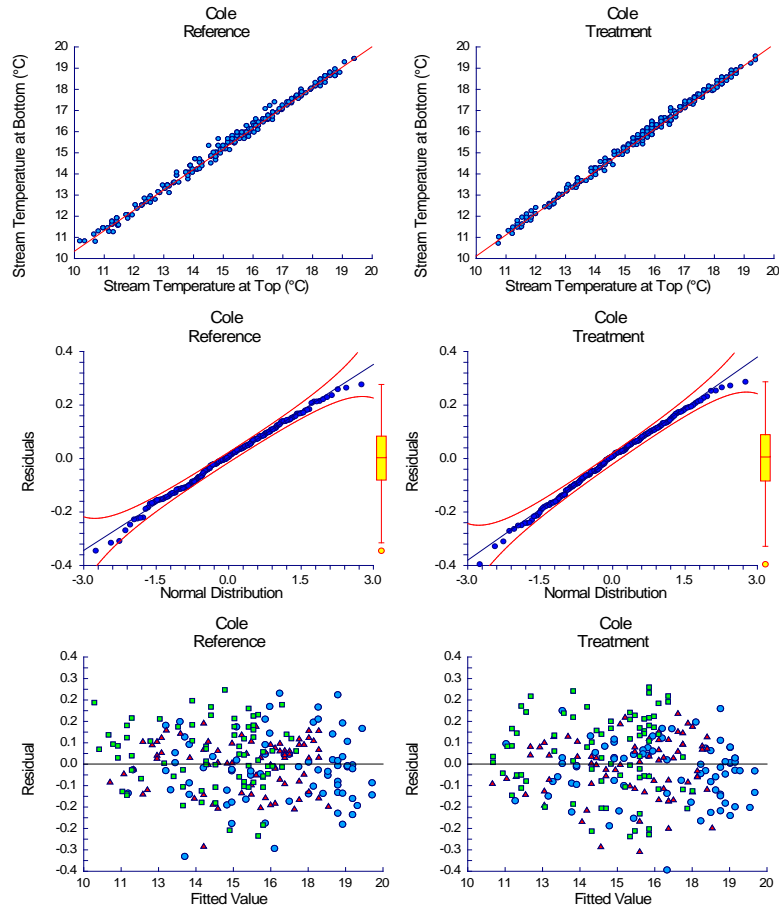 Cole
Reference
Cole
Treatment
Stream Temperature at Bottom (°C)
20
19
18
17
16
15
14
13
12
11
10
10 11 12 13 14 15 16 17 18 19 20
Stream Temperature at Top (°C)
Stream Temperature at Bottom (°C)
20
19
18
17
16
15
14
13
12
11
10
10 11 12 13 14 15 16 17 18 19 20
Stream Temperature at Top (°C)
Cole
Reference
Cole
Treatment
Residuals
0.4
0.2
0.0
-0.2
-0.4
-3.0 -1.5 0.0 1.5 3.0
Normal Distribution
Residuals
0.4
0.2
0.0
-0.2
-0.4
-3.0 -1.5 0.0 1.5 3.0
Normal Distribution
Cole
Reference
Cole
Treatment
Residual
0.4
0.3
0.2
0.2
0.1
0.0
-0.1
-0.2
-0.2
-0.3
-0.4
10 11 12 13 14 15 16 17 18 19 20
Fitted Value
Residual
0.4
0.3
0.2
0.2
0.1
0.0
-0.1
-0.2
-0.2
-0.3
-0.4
10 11 12 13 14 15 16 17 18 19 20
Fitted Value